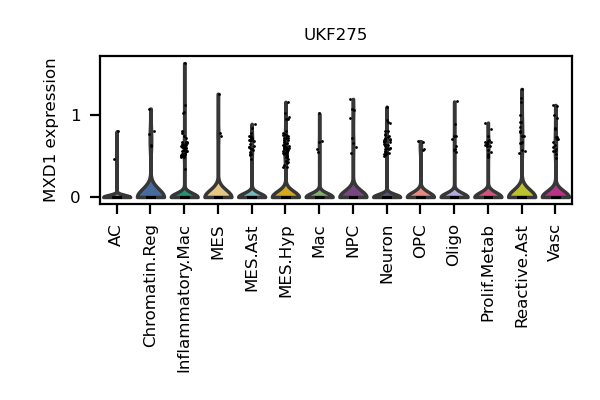 UKF275
MXD1 expression
1
0
AC
Chromatin.Reg
Inflammatory.Mac
MES
MES.Ast
MES.Hyp
Mac
NPC
Neuron
OPC
Oligo
Prolif.Metab
Reactive.Ast
Vasc